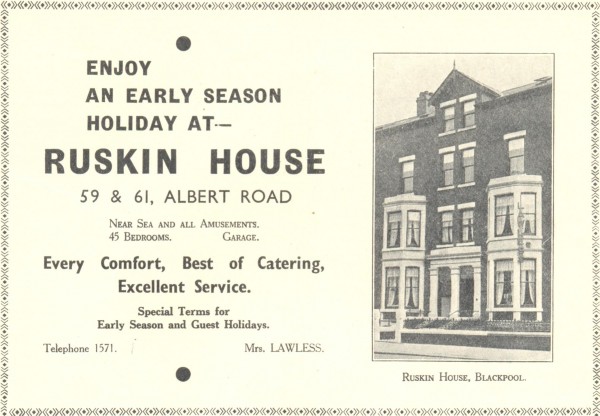 ENJOY
AN EARLY SEASON
HOLIDAY AT—
RUSKIN HOUSE
59 & 61, ALBERT ROAD
NEAR SEA AND ALL AMUSEMENTS.
45 BEDROOMS. GARAGE.
Every Comfort, Best of Catering,
Excellent Service.
Special Terms for
Early Season and Guest Holidays.
Telephone 1571. Mrs. LAWLESS.
RUSKIN HOUSE, BLACKPOOL.